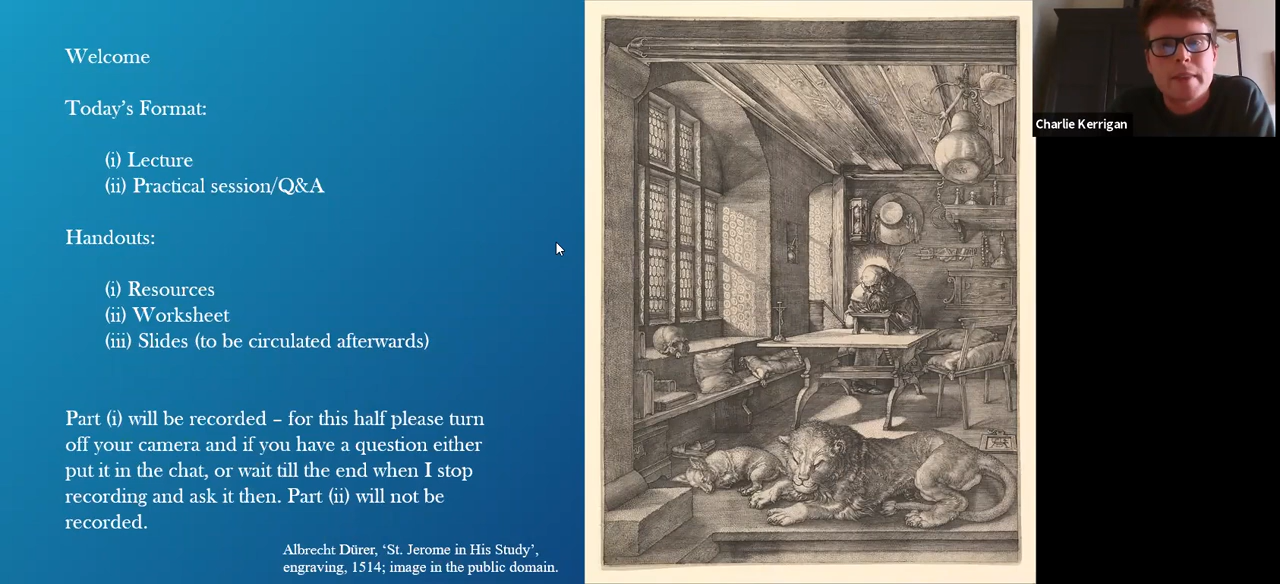 Welcome
Today's Format:
(i) Lecture
(ii) Practical session/Q&A
Handouts:
(i) Resources
(ii) Worksheet
(iii) Slides (to be circulated afterwards)
Part (i) will be recorded – for this half please turn
off your camera and if you have a question either
put it in the chat, or wait till the end when I stop
recording and ask it then. Part (ii) will not be
recorded.
Albrecht Dürer, ‘St. Jerome in His Study’,
engraving, 1514; image in the public domain.
Charlie Kerrigan